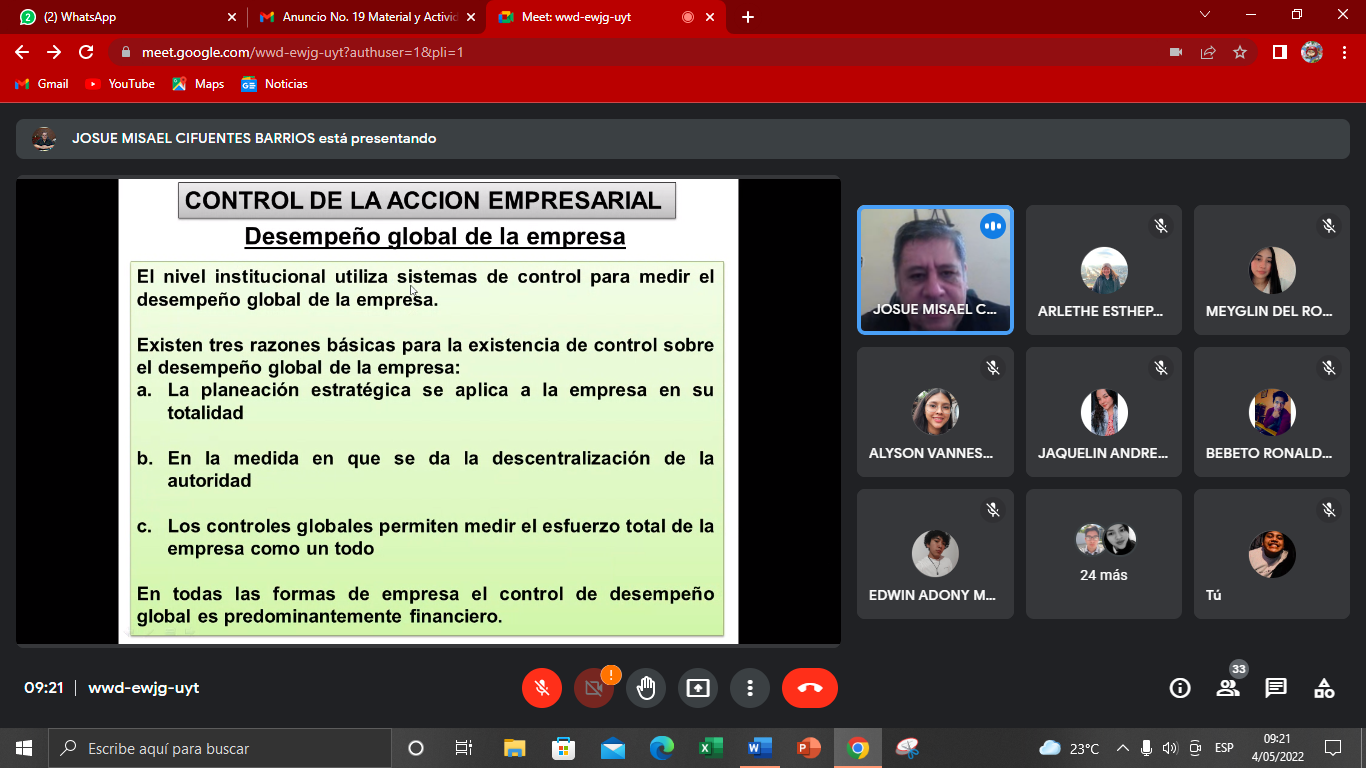 2
(2) WhatsApp
Anuncio No. 19 Material y Activid
Meet: wwd-ewjg-uyt
meet.google.com/wwd-ewjg-uyt?authuser=1&pli=1
Gmail
YouTube
Maps
Noticias
JOSUE MISAEL CIFUENTES BARRIOS está presentando
CONTROL DE LA ACCION EMPRESARIAL
Desempeño global de la empresa
El nivel institucional utiliza sistemas de control para medir el
desempeño global de la empresa.
Existen tres razones básicas para la existencia de control sobre
el desempeño global de la empresa:
a. La planeación estratégica se aplica a la empresa en su
totalidad
b. En la medida en que se da la descentralización de la
autoridad
c. Los controles globales permiten medir el esfuerzo total de la
empresa como un todo
En todas las formas de empresa el control de desempeño
global es predominantemente financiero.
JOSUE MISAEL C...
ARLETHE ESTHEP...
MEYGLIN DEL RO...
ALYSON VANNES...
JAQUELIN ANDRE...
BEBETO RONALD...
EDWIN ADONY M...
24 más
Tú
09:21 | wwd-ewjg-uyt
33
Escribe aquí para buscar
23°C
ESP
09:21
4/05/2022